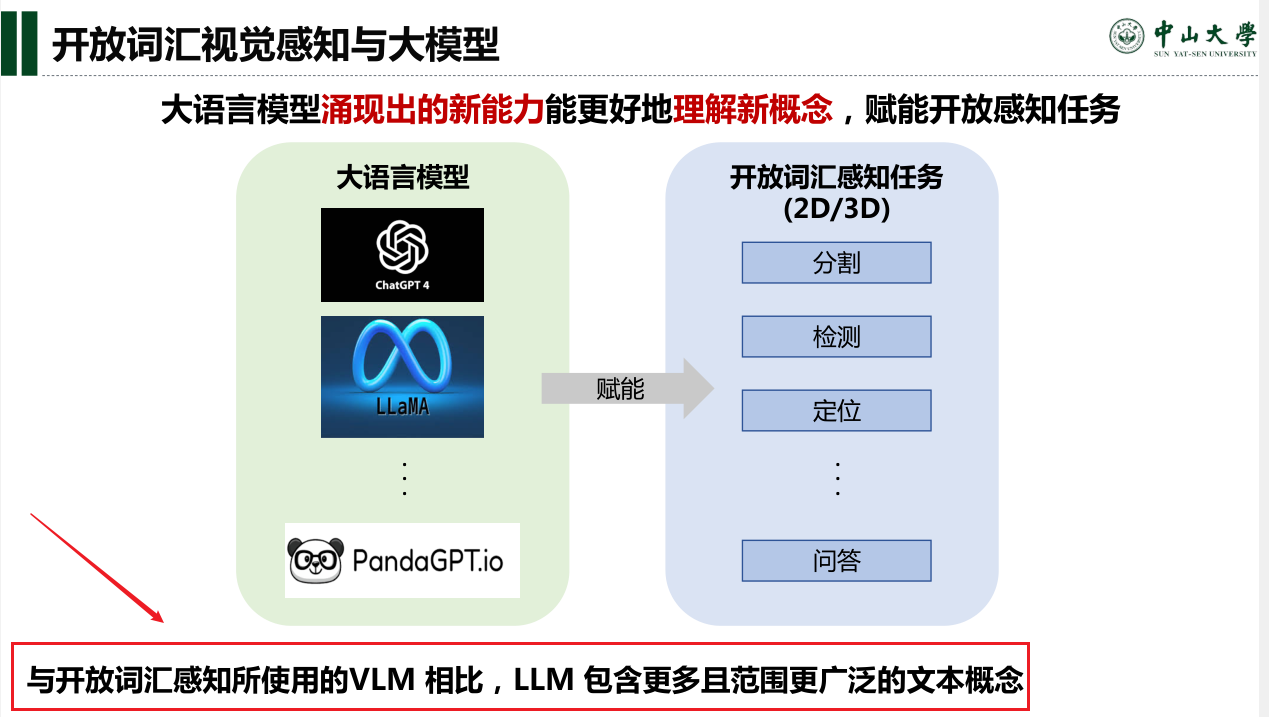 开放词汇视觉感知与大模型
中山大學
SUN YAT-SEN UNIVERSITY
大语言模型涌现出的新能力能更好地理解新概念，赋能开放感知任务
大语言模型
ChatGPT 4
LLaMA
PandaGPT.io
赋能
开放词汇感知任务
(2D/3D)
分割
检测
定位
问答
与开放词汇感知所使用的VLM 相比，LLM 包含更多且范围更广泛的文本概念